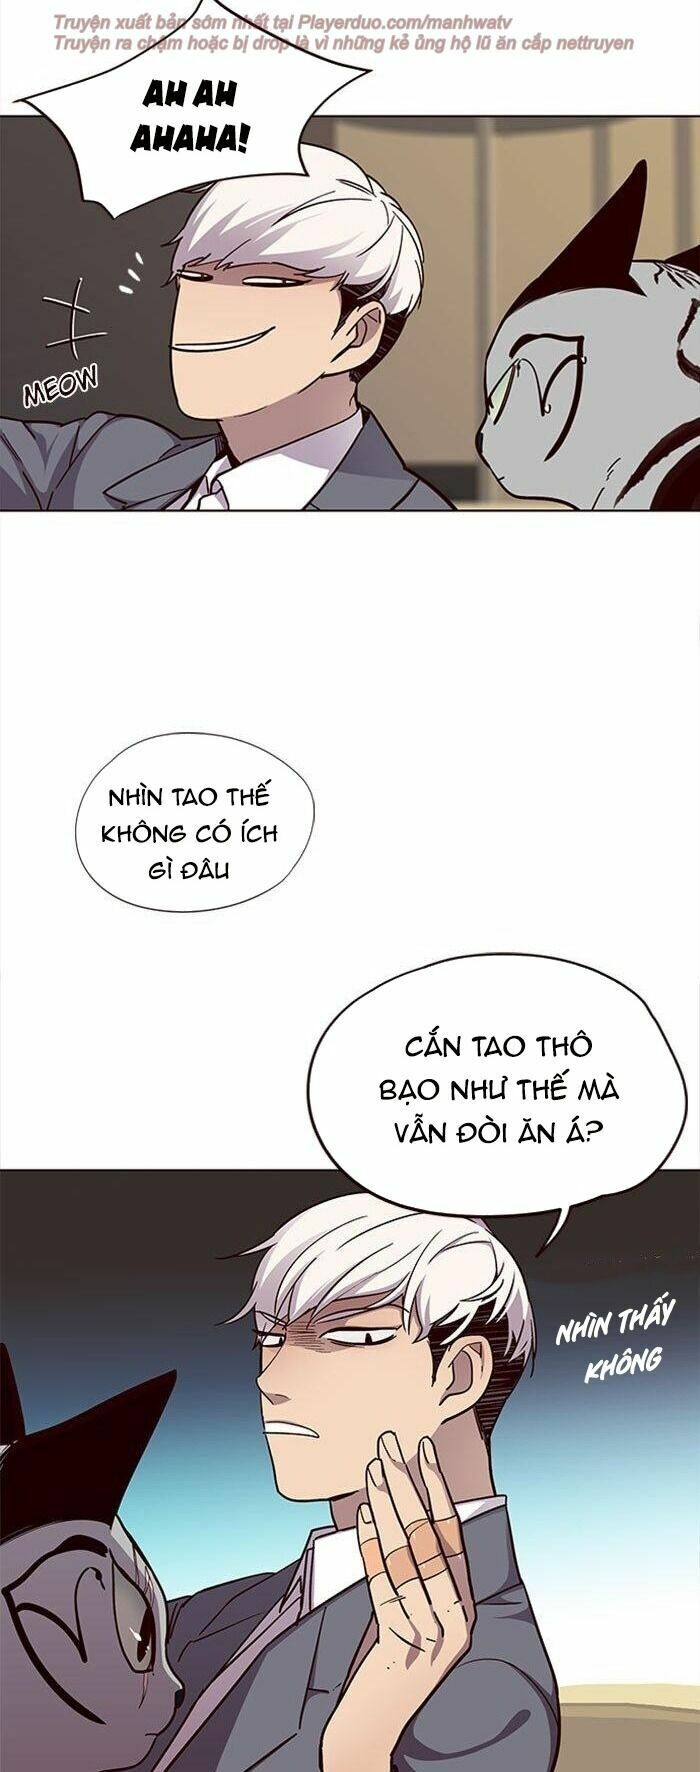 Truyện xuất bản sớm nhất tại Playerduo.com/manhwatv
Truyện ra chậm hoặc bị drop là vì những kẻ ủng hộ lũ ăn cắp nettruyen
AH AH
AHAHA!
MEOW
NHÌN TAO THẾ
KHÔNG CÓ ÍCH
GÌ ĐÂU
CẮN TAO THÔ
BẠO NHƯ THẾ MÀ
VẪN ĐÒI ĂN Á?
NHÌN THẤY
KHÔNG